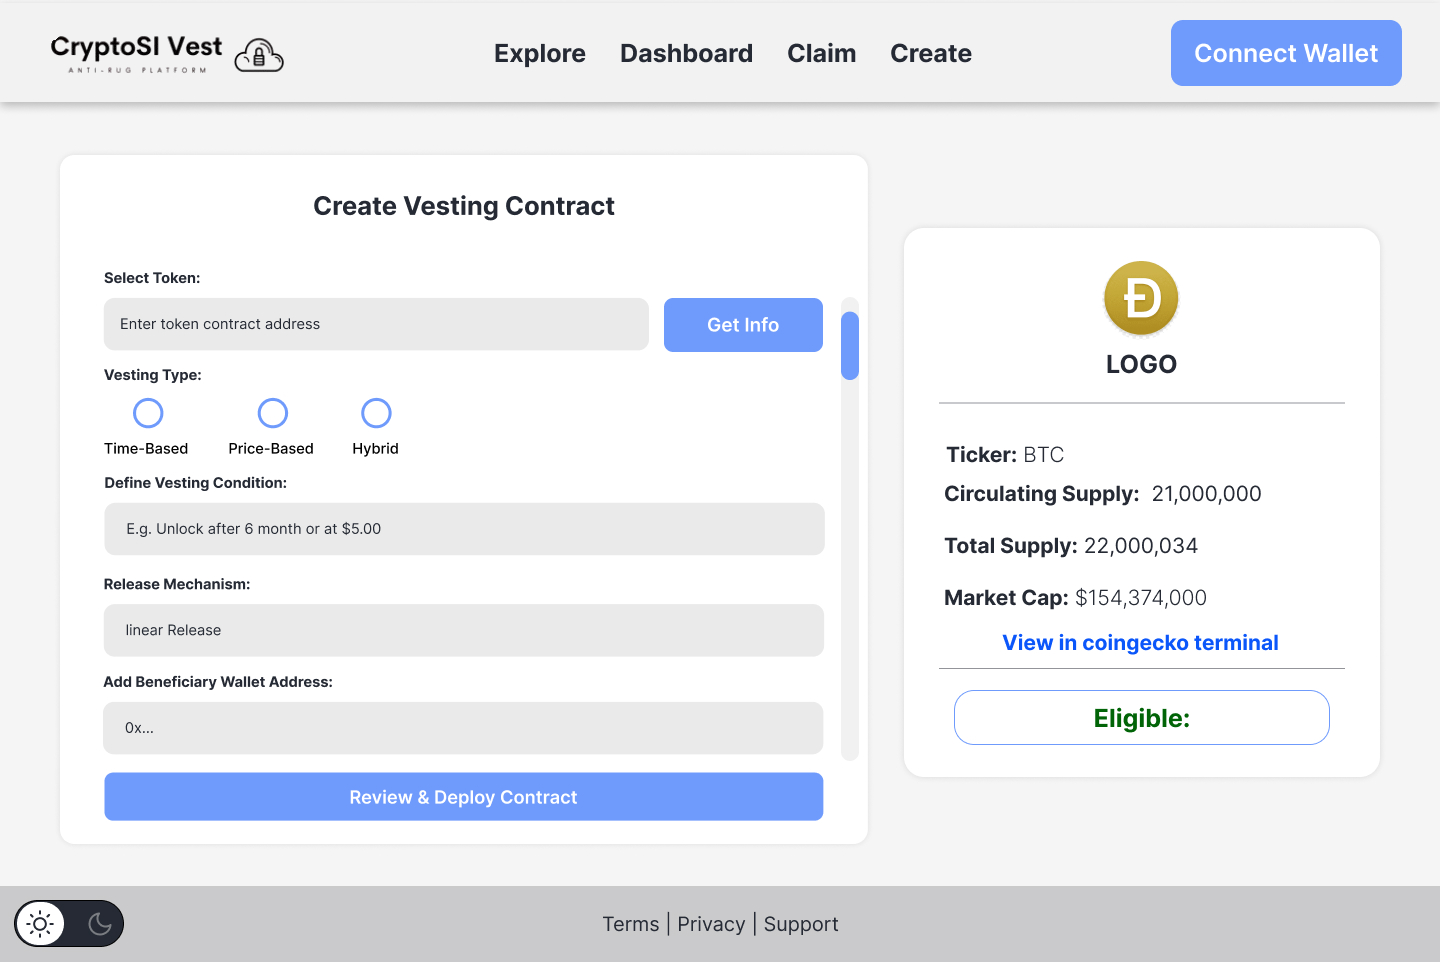 CryptoSI Vest
ANTI-RUG PLATFORM
Explore
Dashboard
Claim
Create
Connect Wallet
Create Vesting Contract
Select Token:
Enter token contract address
Get Info
Vesting Type:
Time-Based
Price-Based
Hybrid
Define Vesting Condition:
E.g. Unlock after 6 month or at $5.00
Release Mechanism:
linear Release
Add Beneficiary Wallet Address:
0x...
Review & Deploy Contract
LOGO
Ticker: BTC
Circulating Supply: 21,000,000
Total Supply: 22,000,034
Market Cap: $154,374,000
View in coingecko terminal
Eligible:
Terms | Privacy | Support